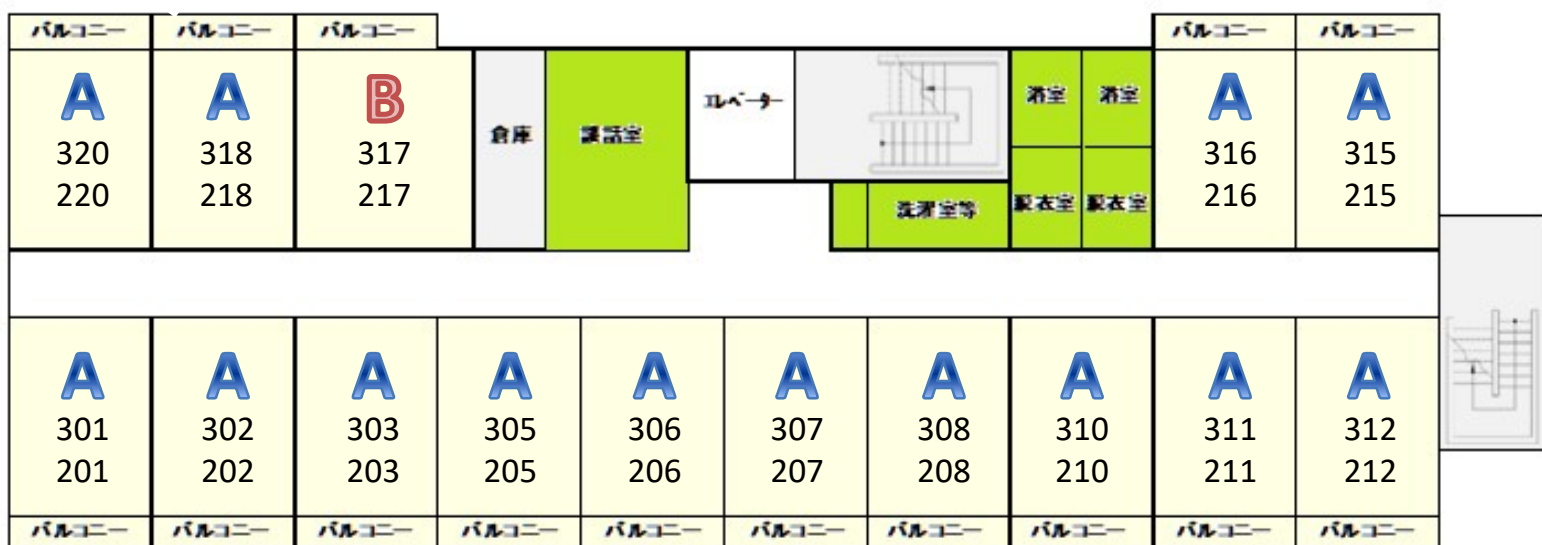 バルコニー バルコニー バルコニー バルコニー バルコニー
A A B 倉庫 談話室 エレベーター 浴室 浴室 A A
320 318 317 316 315
220 218 217 洗濯室等 脱衣室 脱衣室 216 215
A A A A A A A A A A
301 302 303 305 306 307 308 310 311 312
201 202 203 205 206 207 208 210 211 212
バルコニー バルコニー バルコニー バルコニー バルコニー バルコニー バルコニー バルコニー バルコニー バルコニー